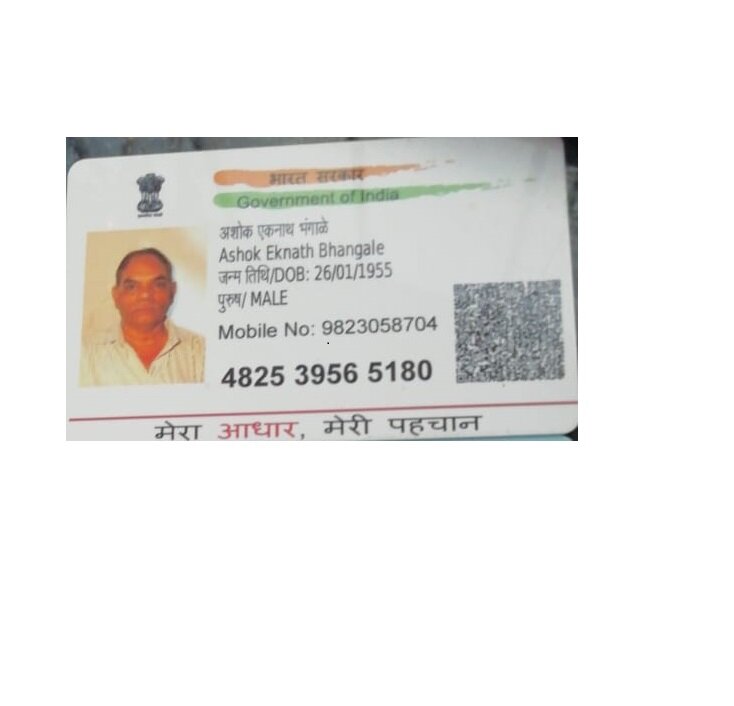 भारत सरकार
Government of India
अशोक एकनाथ भंगाळे
Ashok Eknath Bhangale
जन्म तिथि/DOB: 26/01/1955
पुरुष/ MALE
Mobile No: 9823058704
4825 3956 5180
मेरा आधार, मेरी पहचान